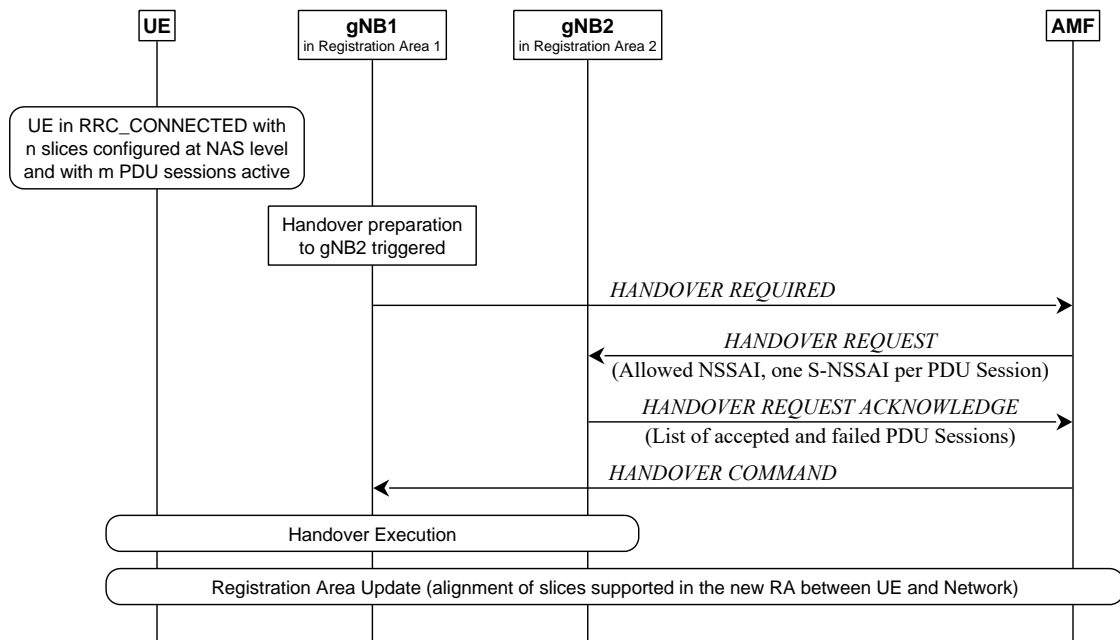 UE
gNB1
in Registration Area 1
gNB2
in Registration Area 2
AMF
UE in RRC_CONNECTED with
n slices configured at NAS level
and with m PDU sessions active
Handover preparation
to gNB2 triggered
HANDOVER REQUIRED
HANDOVER REQUEST
(Allowed NSSAI, one S-NSSAI per PDU Session)
HANDOVER REQUEST ACKNOWLEDGE
(List of accepted and failed PDU Sessions)
HANDOVER COMMAND
Handover Execution
Registration Area Update (alignment of slices supported in the new RA between UE and Network)